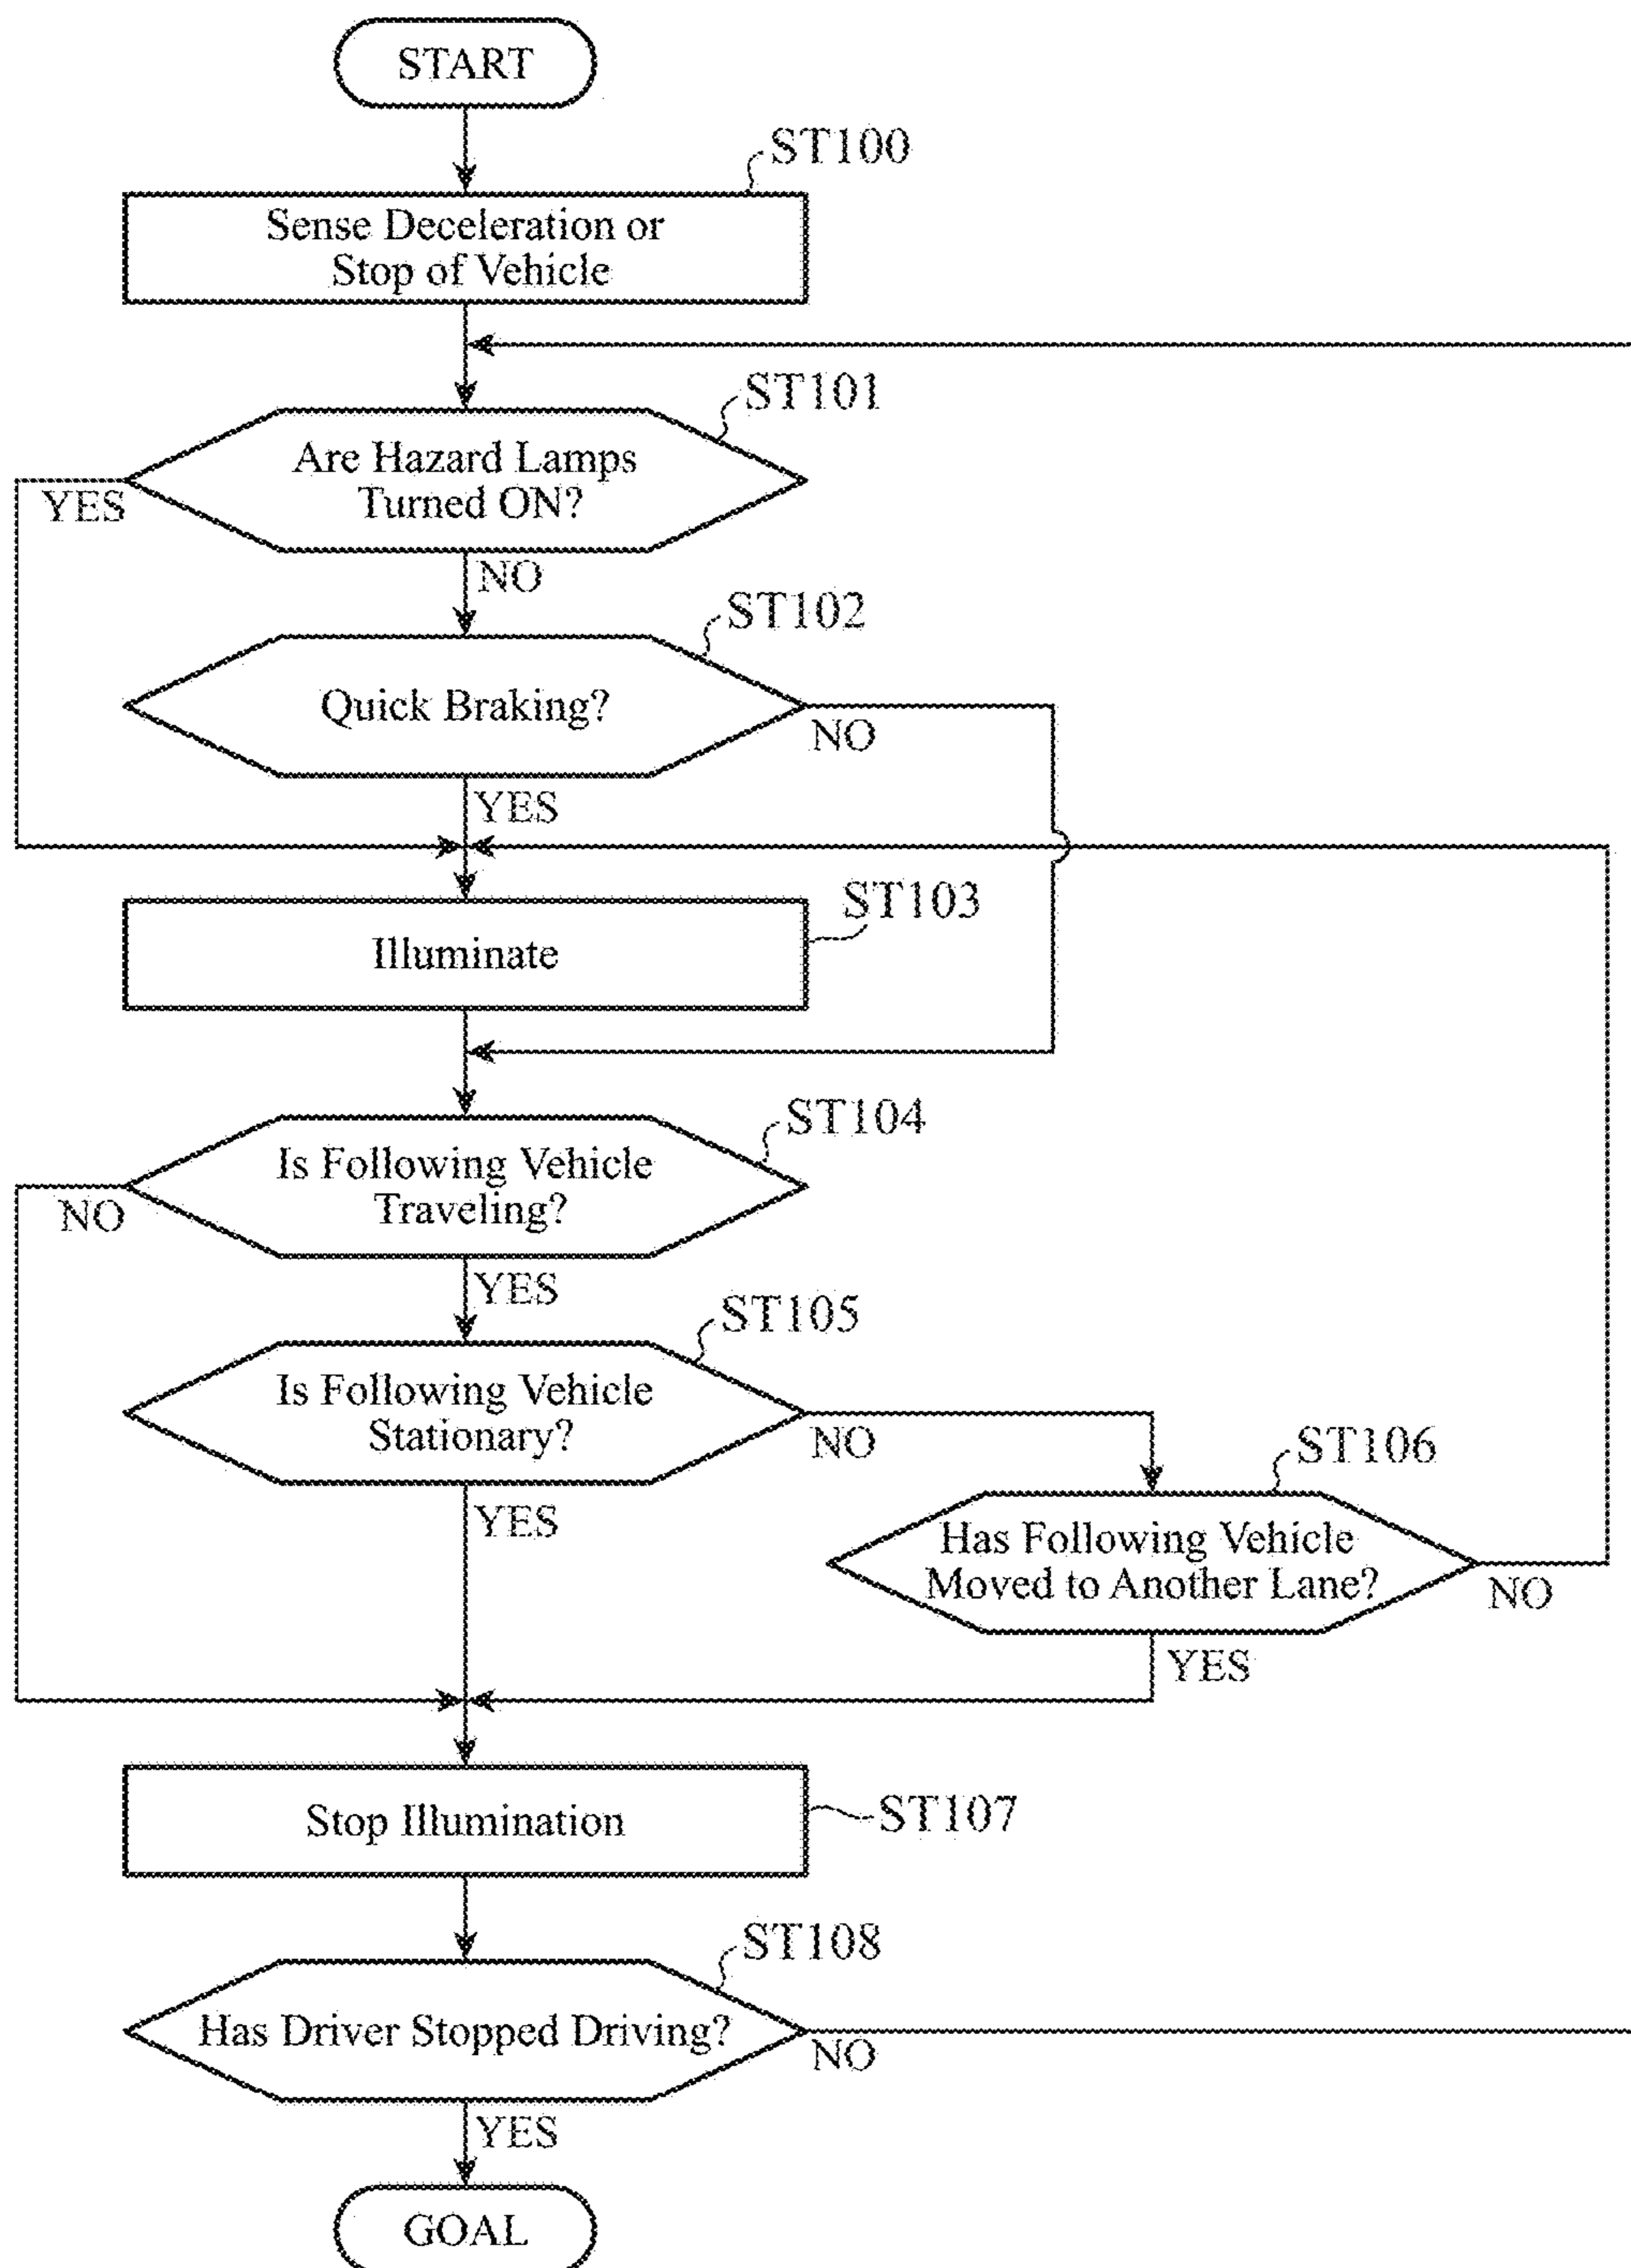 START
ST100
Sense Deceleration or
Stop of Vehicle
ST101
Are Hazard Lamps
Turned ON?
YES
NO
ST102
Quick Braking?
NO
YES
ST103
Illuminate
ST104
Is Following Vehicle
Traveling?
NO
YES
ST105
Is Following Vehicle
Stationary?
NO
YES
ST106
Has Following Vehicle
Moved to Another Lane?
NO
YES
Stop Illumination
ST107
ST108
Has Driver Stopped Driving?
NO
YES
GOAL